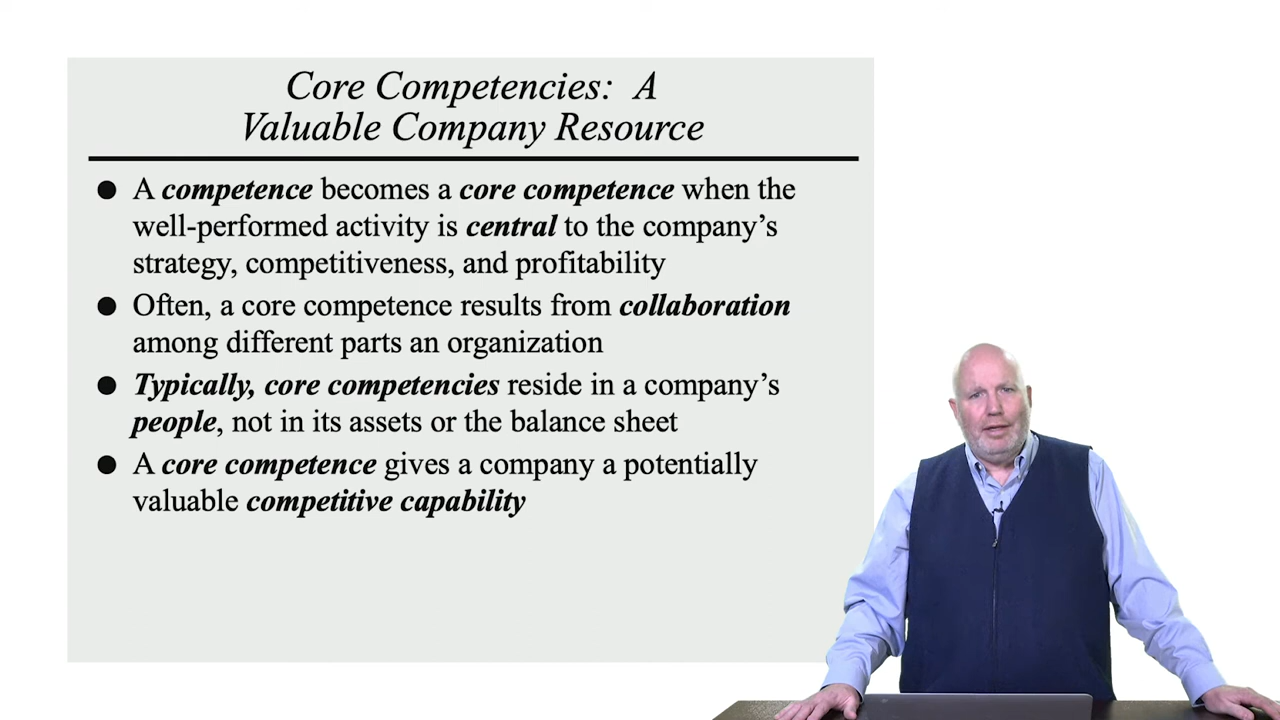 Core Competencies: A
Valuable Company Resource
● A competence becomes a core competence when the
well-performed activity is central to the company’s
strategy, competitiveness, and profitability
● Often, a core competence results from collaboration
among different parts an organization
● Typically, core competencies reside in a company’s
people, not in its assets or the balance sheet
● A core competence gives a company a potentially
valuable competitive capability